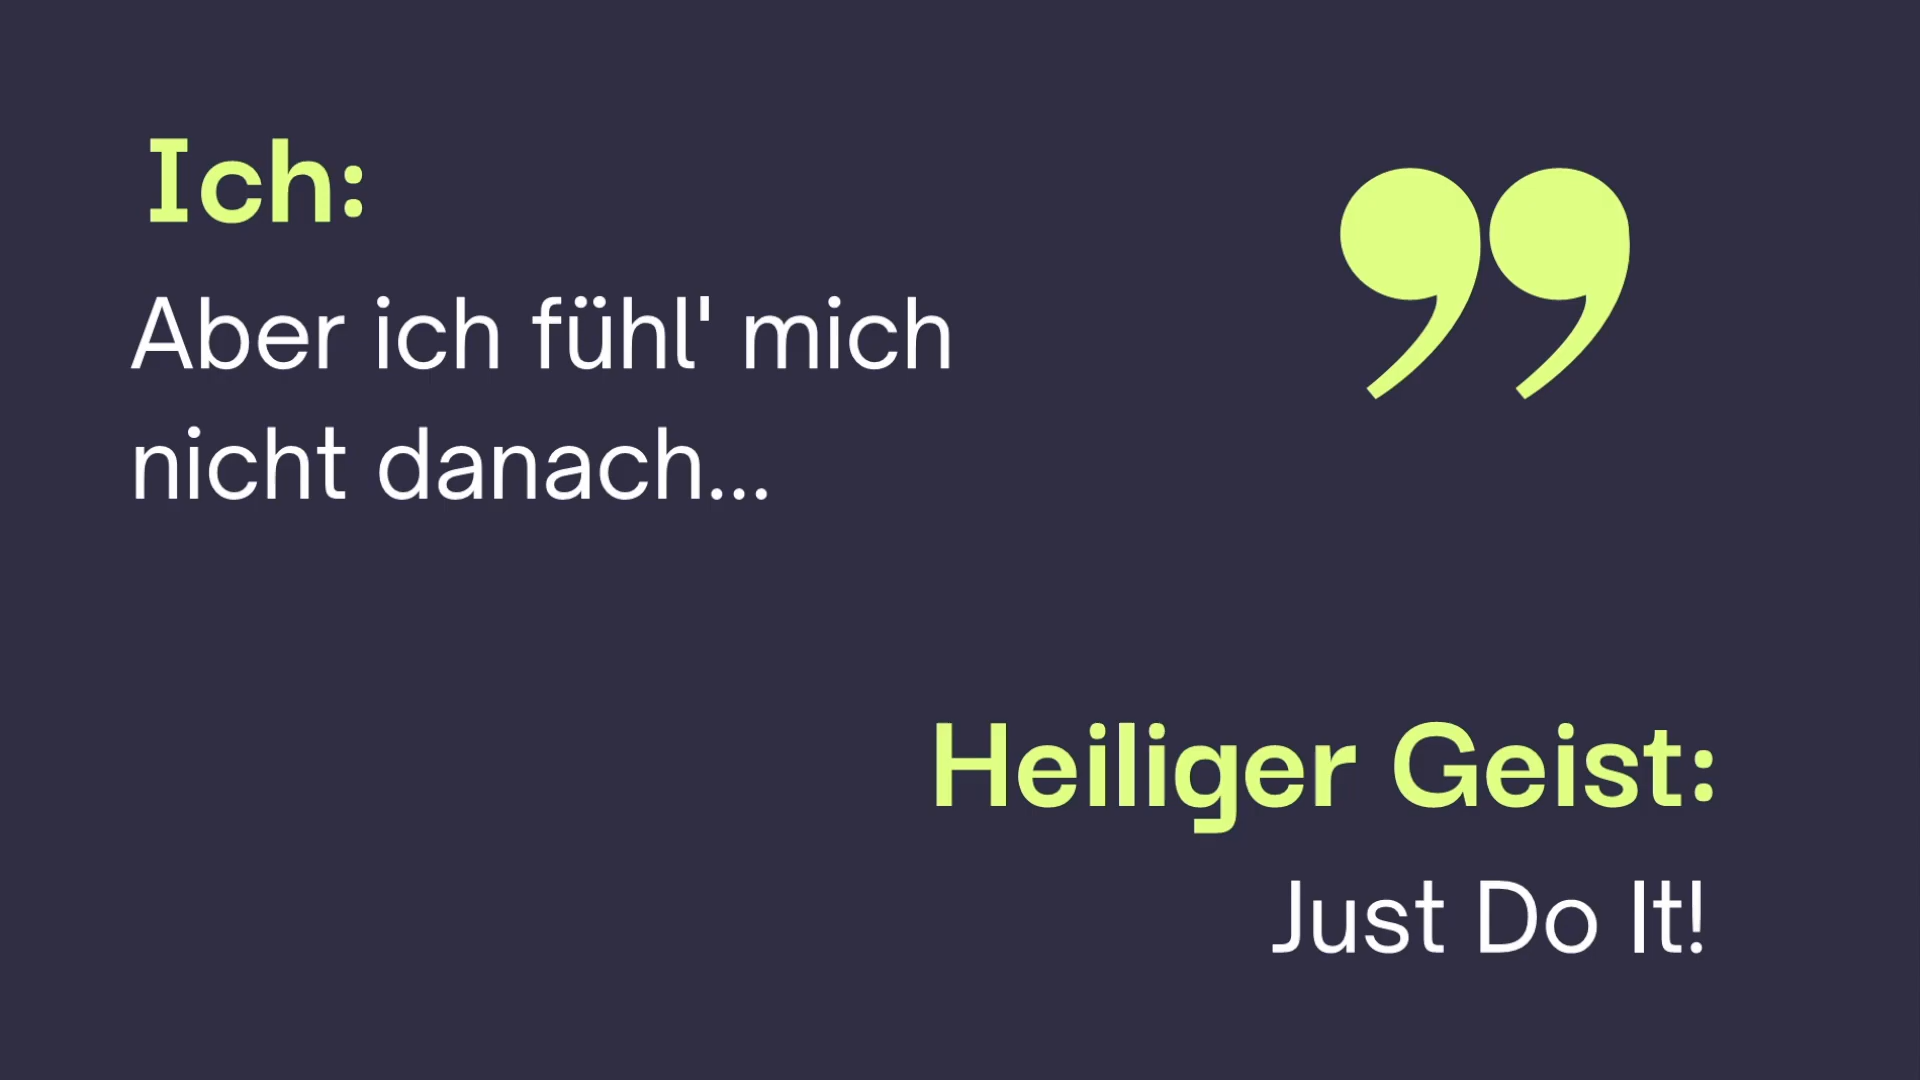 Ich:
Aber ich fühl' mich
nicht danach...
Heiliger Geist:
Just Do It!